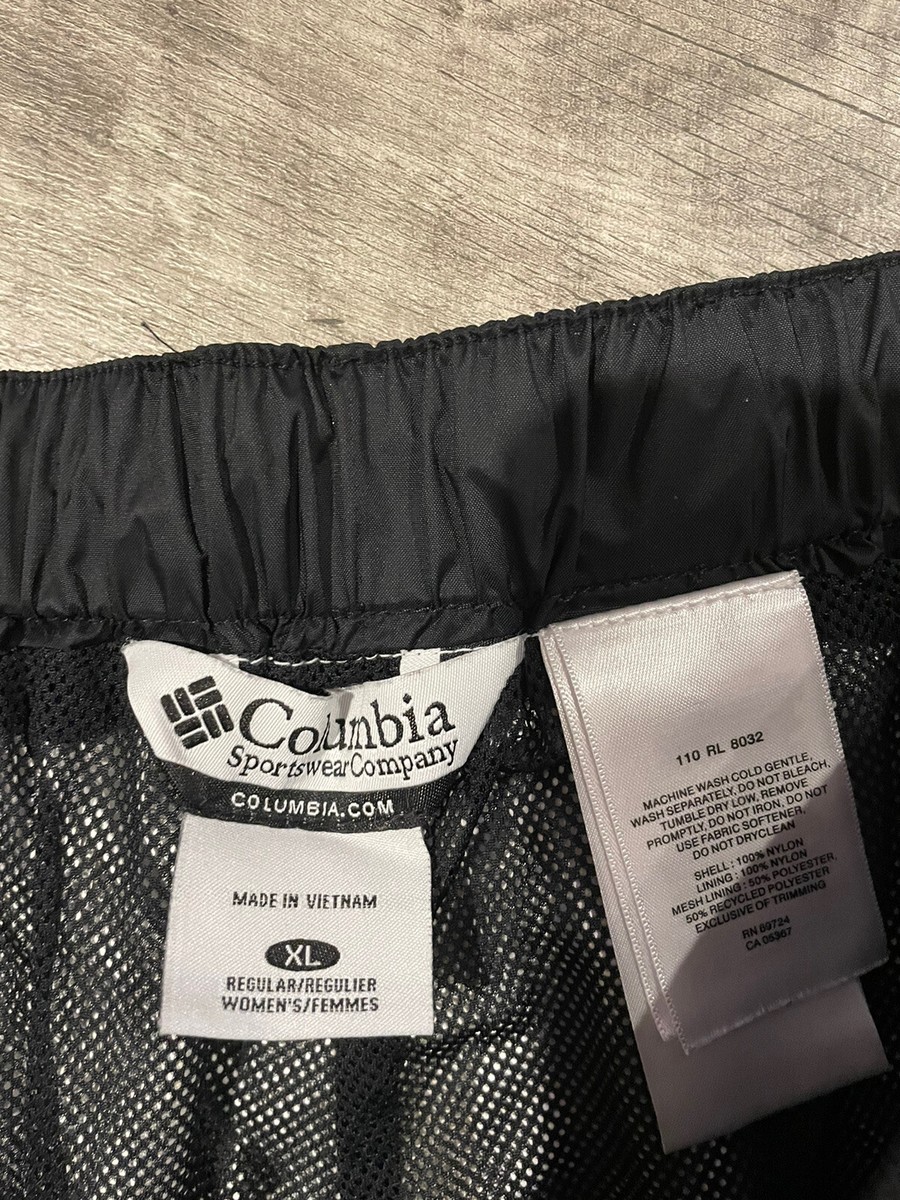 Columbia
Sportswear Company
COLUMBIA.COM
MADE IN VIETNAM
XL
REGULAR/REGULIER
WOMEN'S/FEMMES
110 RL 8032
MACHINE WASH COLD GENTLE,
WASH SEPARATELY, DO NOT BLEACH,
TUMBLE DRY LOW, REMOVE
PROMPTLY, DO NOT IRON, DO NOT
USE FABRIC SOFTENER,
DO NOT DRYCLEAN
SHELL : 100% NYLON
LINING : 100% NYLON
MESH LINING : 50% POLYESTER,
50% RECYCLED POLYESTER
EXCLUSIVE OF TRIMMING
RN 69724
CA 05367